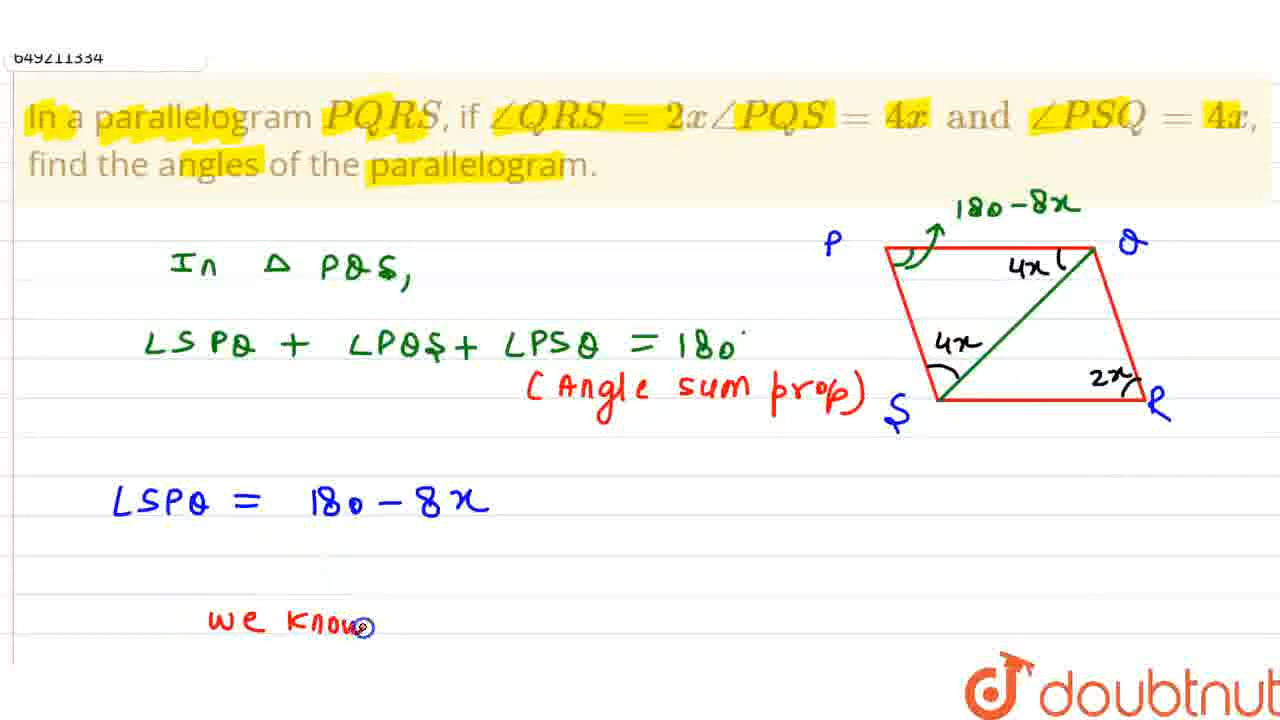 649211334
In a parallelogram PQRS, if ∠QRS = 2x∠PQS = 4x and ∠PSQ = 4x,
find the angles of the parallelogram.
180-8x
P
Q
4x
In Δ PQS,
∠SPQ + ∠PQS + ∠PSQ = 180°
4x
2x
(Angle sum prop)
S
R
∠SPQ = 180-8x
we know
doubtnut